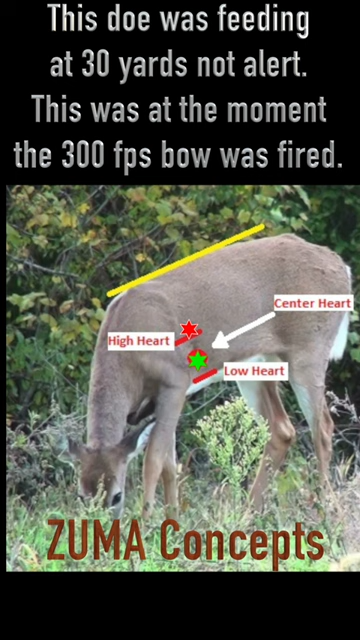 This doe was feeding
at 30 yards not alert.
This was at the moment
the 300 fps bow was fired.
Center Heart
High Heart
Low Heart
ZUMA Concepts